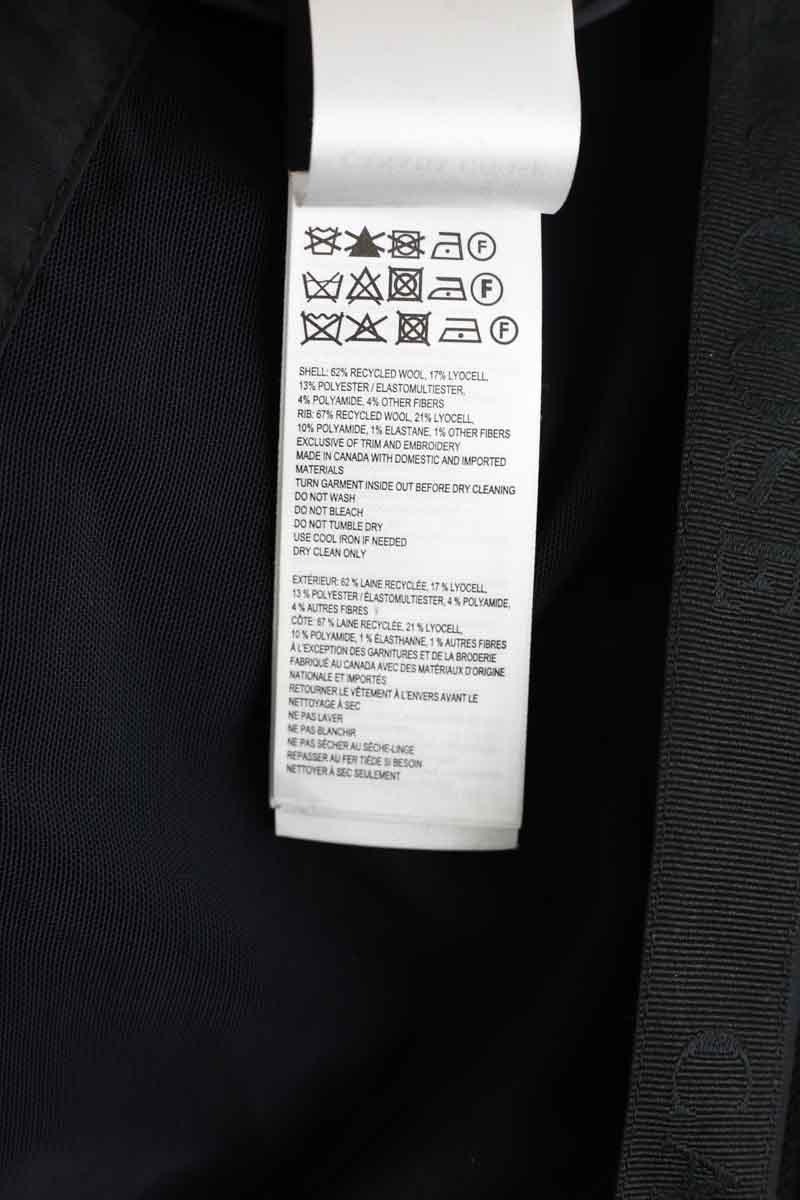 F
F
F
SHELL: 62% RECYCLED WOOL, 17% LYOCELL,
13% POLYESTER / ELASTOMULTIESTER,
4% POLYAMIDE, 4% OTHER FIBERS
RIB: 67% RECYCLED WOOL, 21% LYOCELL,
10% POLYAMIDE, 1% ELASTANE, 1% OTHER FIBERS
EXCLUSIVE OF TRIM AND EMBROIDERY
MADE IN CANADA WITH DOMESTIC AND IMPORTED
MATERIALS
TURN GARMENT INSIDE OUT BEFORE DRY CLEANING
DO NOT WASH
DO NOT BLEACH
DO NOT TUMBLE DRY
USE COOL IRON IF NEEDED
DRY CLEAN ONLY
EXTÉRIEUR: 62 % LAINE RECYCLÉE, 17 % LYOCELL,
13 % POLYESTER / ÉLASTOMULTIESTER, 4 % POLYAMIDE,
4 % AUTRES FIBRES
CÔTE: 67 % LAINE RECYCLÉE, 21 % LYOCELL,
10 % POLYAMIDE, 1 % ÉLASTHANNE, 1 % AUTRES FIBRES
À L'EXCEPTION DES GARNITURES ET DE LA BRODERIE
FABRIQUÉ AU CANADA AVEC DES MATÉRIAUX D'ORIGINE
NATIONALE ET IMPORTÉS
RETOURNER LE VÊTEMENT À L'ENVERS AVANT LE
NETTOYAGE À SEC
NE PAS LAVER
NE PAS BLANCHIR
NE PAS SÉCHER AU SÈCHE-LINGE
REPASSER AU FER TIÈDE SI BESOIN
NETTOYER À SEC SEULEMENT